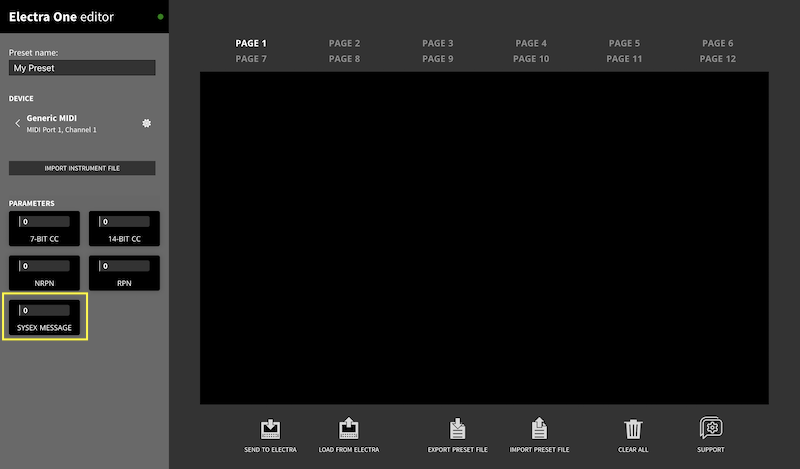 Electra One editor
Preset name:
My Preset
DEVICE
Generic MIDI
MIDI Port 1, Channel 1
IMPORT INSTRUMENT FILE
PARAMETERS
0 0
7-BIT CC 14-BIT CC
0 0
NRPN RPN
0
SYSEX MESSAGE
PAGE 1 PAGE 2 PAGE 3 PAGE 4 PAGE 5 PAGE 6
PAGE 7 PAGE 8 PAGE 9 PAGE 10 PAGE 11 PAGE 12
SEND TO ELECTRA LOAD FROM ELECTRA EXPORT PRESET FILE IMPORT PRESET FILE CLEAR ALL SUPPORT